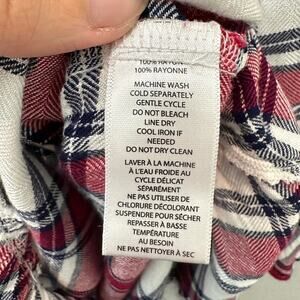 100% RAYON
100% RAYONNE
MACHINE WASH
COLD SEPARATELY
GENTLE CYCLE
DO NOT BLEACH
LINE DRY
COOL IRON IF
NEEDED
DO NOT DRY CLEAN
LAVER À LA MACHINE
À L'EAU FROIDE AU
CYCLE DÉLICAT
SÉPARÉMENT
NE PAS UTILISER DE
CHLORURE DÉCOLORANT
SUSPENDRE POUR SÉCHER
REPASSER À BASSE
TEMPÉRATURE
AU BESOIN
NE PAS NETTOYER À SEC